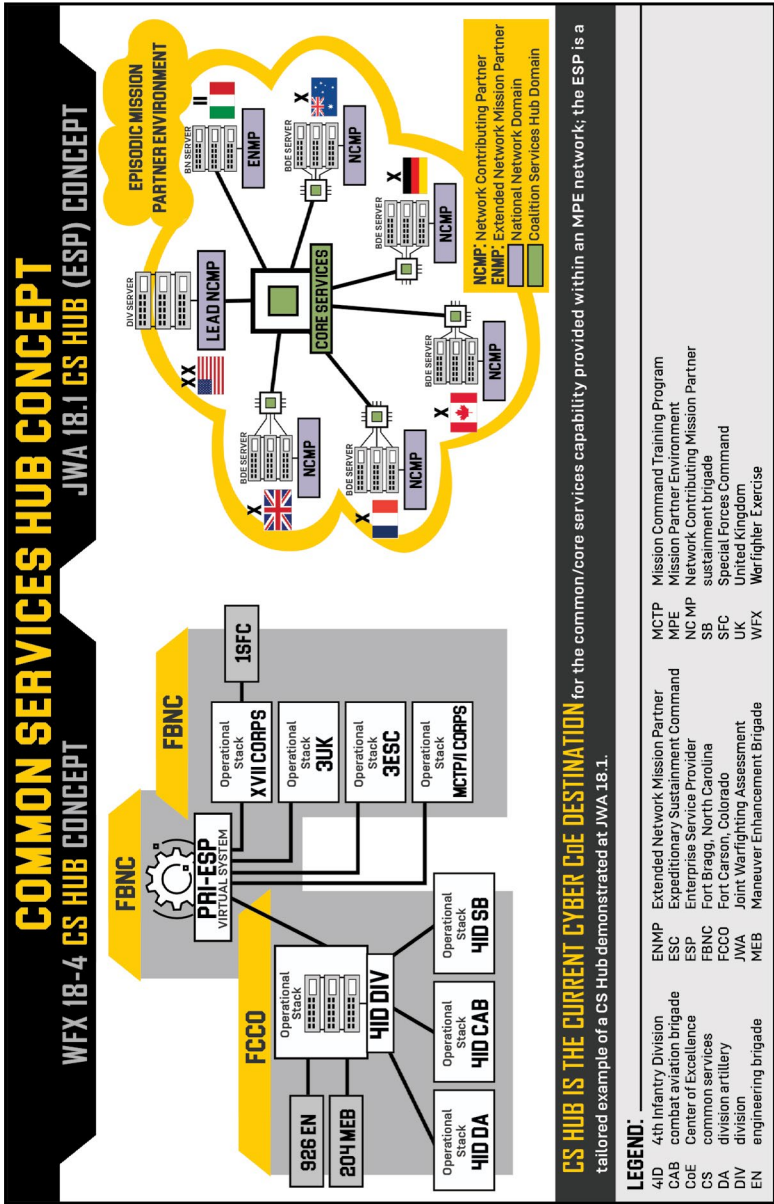 COMMON SERVICES HUB CONCEPT
WFX 18-4 CS HUB CONCEPT
JWA 18.1 CS HUB (ESP) CONCEPT
FBNC
PRI-ESP
VIRTUAL SYSTEM
FBNC
Operational
Stack
XVII CORPS
1SFC
Operational
Stack
3UK
Operational
Stack
3ESC
Operational
Stack
MCTP/I CORPS
FCCO
Operational
Stack
4ID DIV
926 EN
204 MEB
Operational
Stack
4ID DA
Operational
Stack
4ID CAB
Operational
Stack
4ID SB
EPISODIC MISSION
PARTNER ENVIRONMENT
DIV SERVER
XX
LEAD NCMP
BN SERVER
II
ENMP
BDE SERVER
X
NCMP
BDE SERVER
X
NCMP
CORE SERVICES
BDE SERVER
X
NCMP
BDE SERVER
X
NCMP
BDE SERVER
X
NCMP
NCMP: Network Contributing Partner
ENMP: Extended Network Mission Partner
National Network Domain
Coalition Services Hub Domain
CS HUB IS THE CURRENT CYBER CoE DESTINATION for the common/core services capability provided within an MPE network; the ESP is a
tailored example of a CS Hub demonstrated at JWA 18.1.
LEGEND:
4ID 4th Infantry Division
CAB combat aviation brigade
CoE Center of Excellence
CS common services
DA division artillery
DIV division
EN engineering brigade
ENMP Extended Network Mission Partner
ESC Expeditionary Sustainment Command
ESP Enterprise Service Provider
FBNC Fort Bragg, North Carolina
FCCO Fort Carson, Colorado
JWA Joint Warfighting Assessment
MEB Maneuver Enhancement Brigade
MCTP Mission Command Training Program
MPE Mission Partner Environment
NC MP Network Contributing Mission Partner
SB sustainment brigade
SFC Special Forces Command
UK United Kingdom
WFX Warfighter Exercise